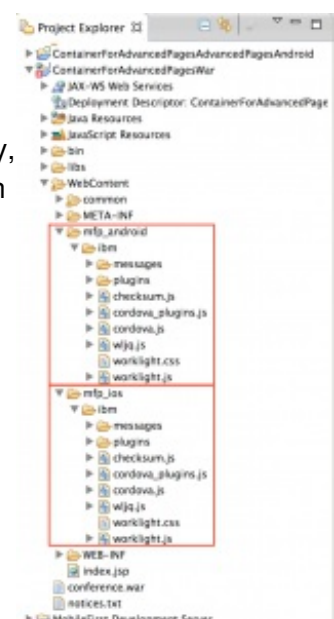 Project Explorer
ContainerForAdvancedPagesAdvancedPagesAndroid
ContainerForAdvancedPagesWar
JAX-WS Web Services
Deployment Descriptor: ContainerForAdvancedPage
Java Resources
JavaScript Resources
bin
libs
WebContent
common
META-INF
mfp_android
ibm
messages
plugins
checksum.js
cordova_plugins.js
cordova.js
wljq.js
worklight.css
worklight.js
mfp_ios
ibm
messages
plugins
checksum.js
cordova_plugins.js
cordova.js
wljq.js
worklight.css
worklight.js
WEB-INF
index.jsp
conference.war
notices.txt
MobileFirst Development Server